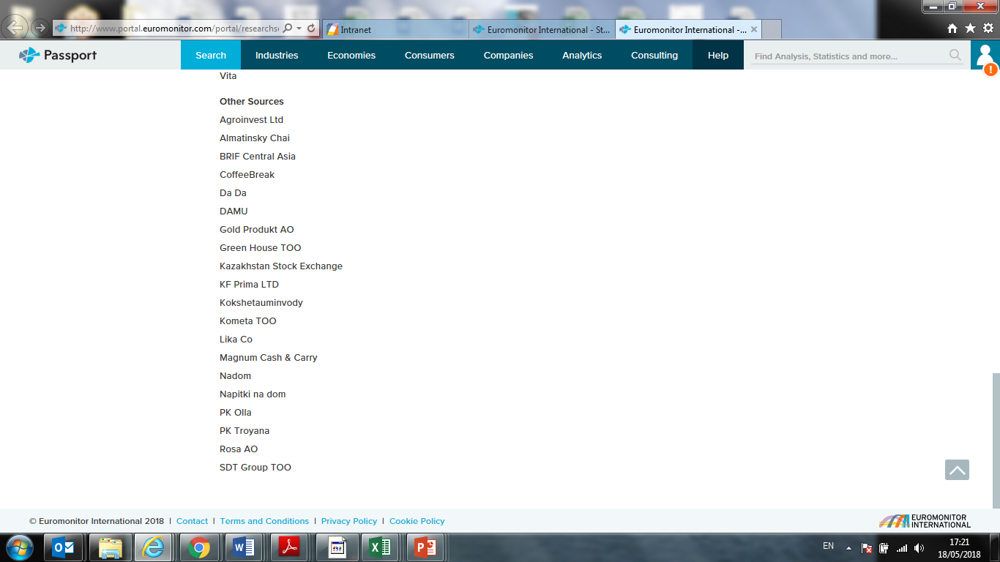 http://www.portal.euromonitor.com/portal/researchs
Intranet
Euromonitor International - St...
Euromonitor International -...
Passport
Search
Industries
Economies
Consumers
Companies
Analytics
Consulting
Help
Find Analysis, Statistics and more...
Vita
Other Sources
Agroinvest Ltd
Almatinsky Chai
BRIF Central Asia
CoffeeBreak
Da Da
DAMU
Gold Produkt AO
Green House TOO
Kazakhstan Stock Exchange
KF Prima LTD
Kokshetauminvody
Kometa TOO
Lika Co
Magnum Cash & Carry
Nadom
Napitki na dom
PK Olla
PK Troyana
Rosa AO
SDT Group TOO
© Euromonitor International 2018 | Contact | Terms and Conditions | Privacy Policy | Cookie Policy
EUROMONITOR
INTERNATIONAL
EN
17:21
18/05/2018